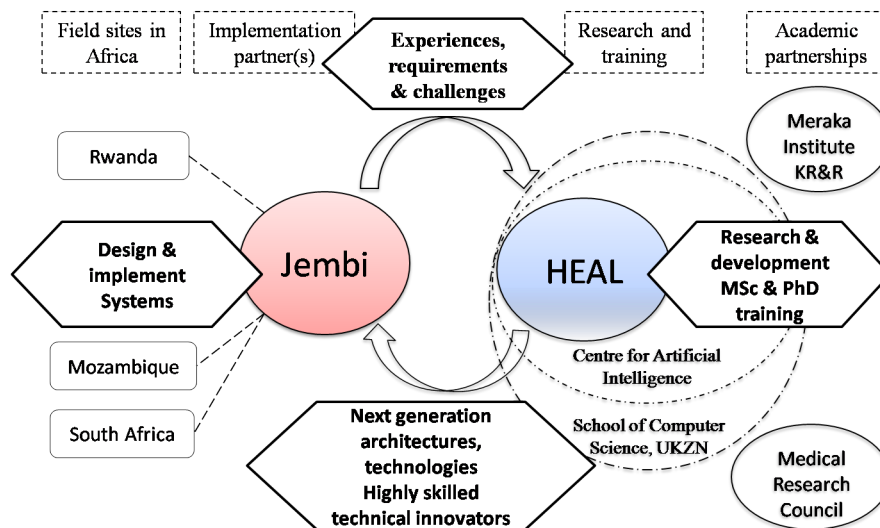 Field sites in
Africa
Implementation
partner(s)
Experiences,
requirements
& challenges
Research and
training
Academic
partnerships
Meraka
Institute
KR&R
Rwanda
Design &
implement
Systems
Jembi
HEAL
Research &
development
MSc & PhD
training
Mozambique
South Africa
Centre for Artificial
Intelligence
School of Computer
Science, UKZN
Next generation
architectures,
technologies
Highly skilled
technical innovators
Medical
Research
Council